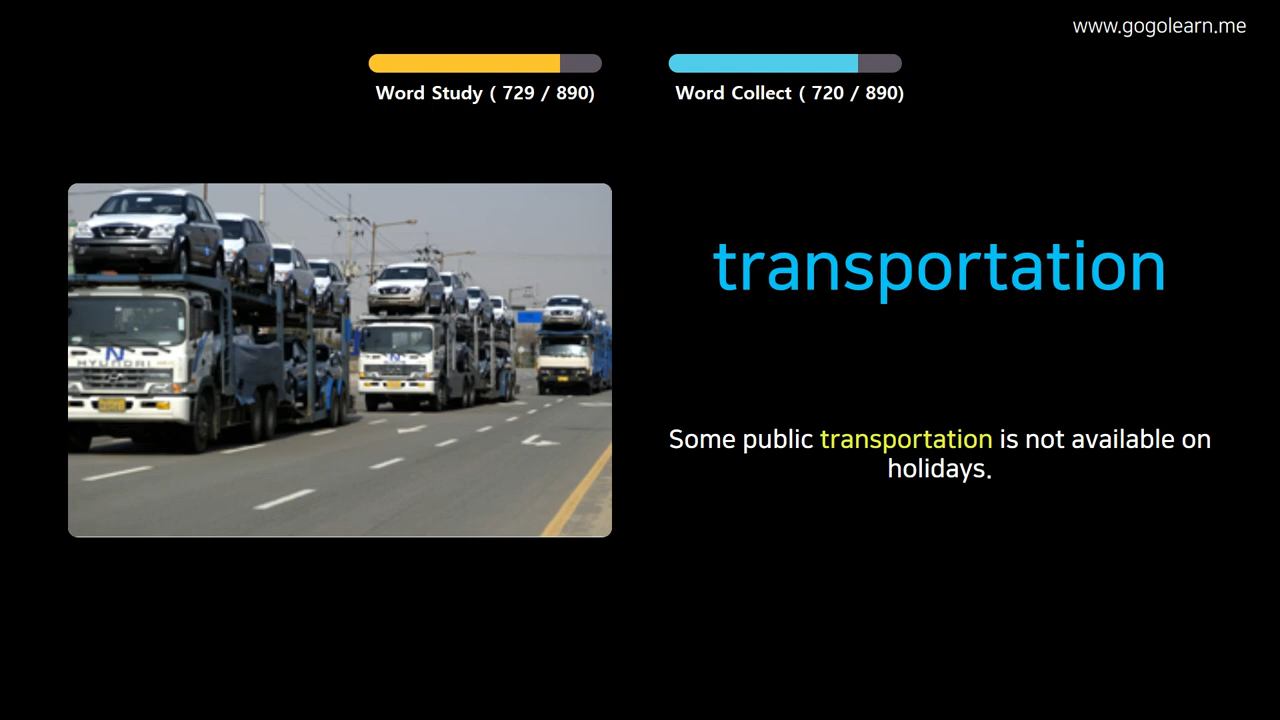 www.gogolearn.me
Word Study ( 729 / 890)
Word Collect ( 720 / 890)
transportation
Some public transportation is not available on
holidays.
N
HYUNDAI
N